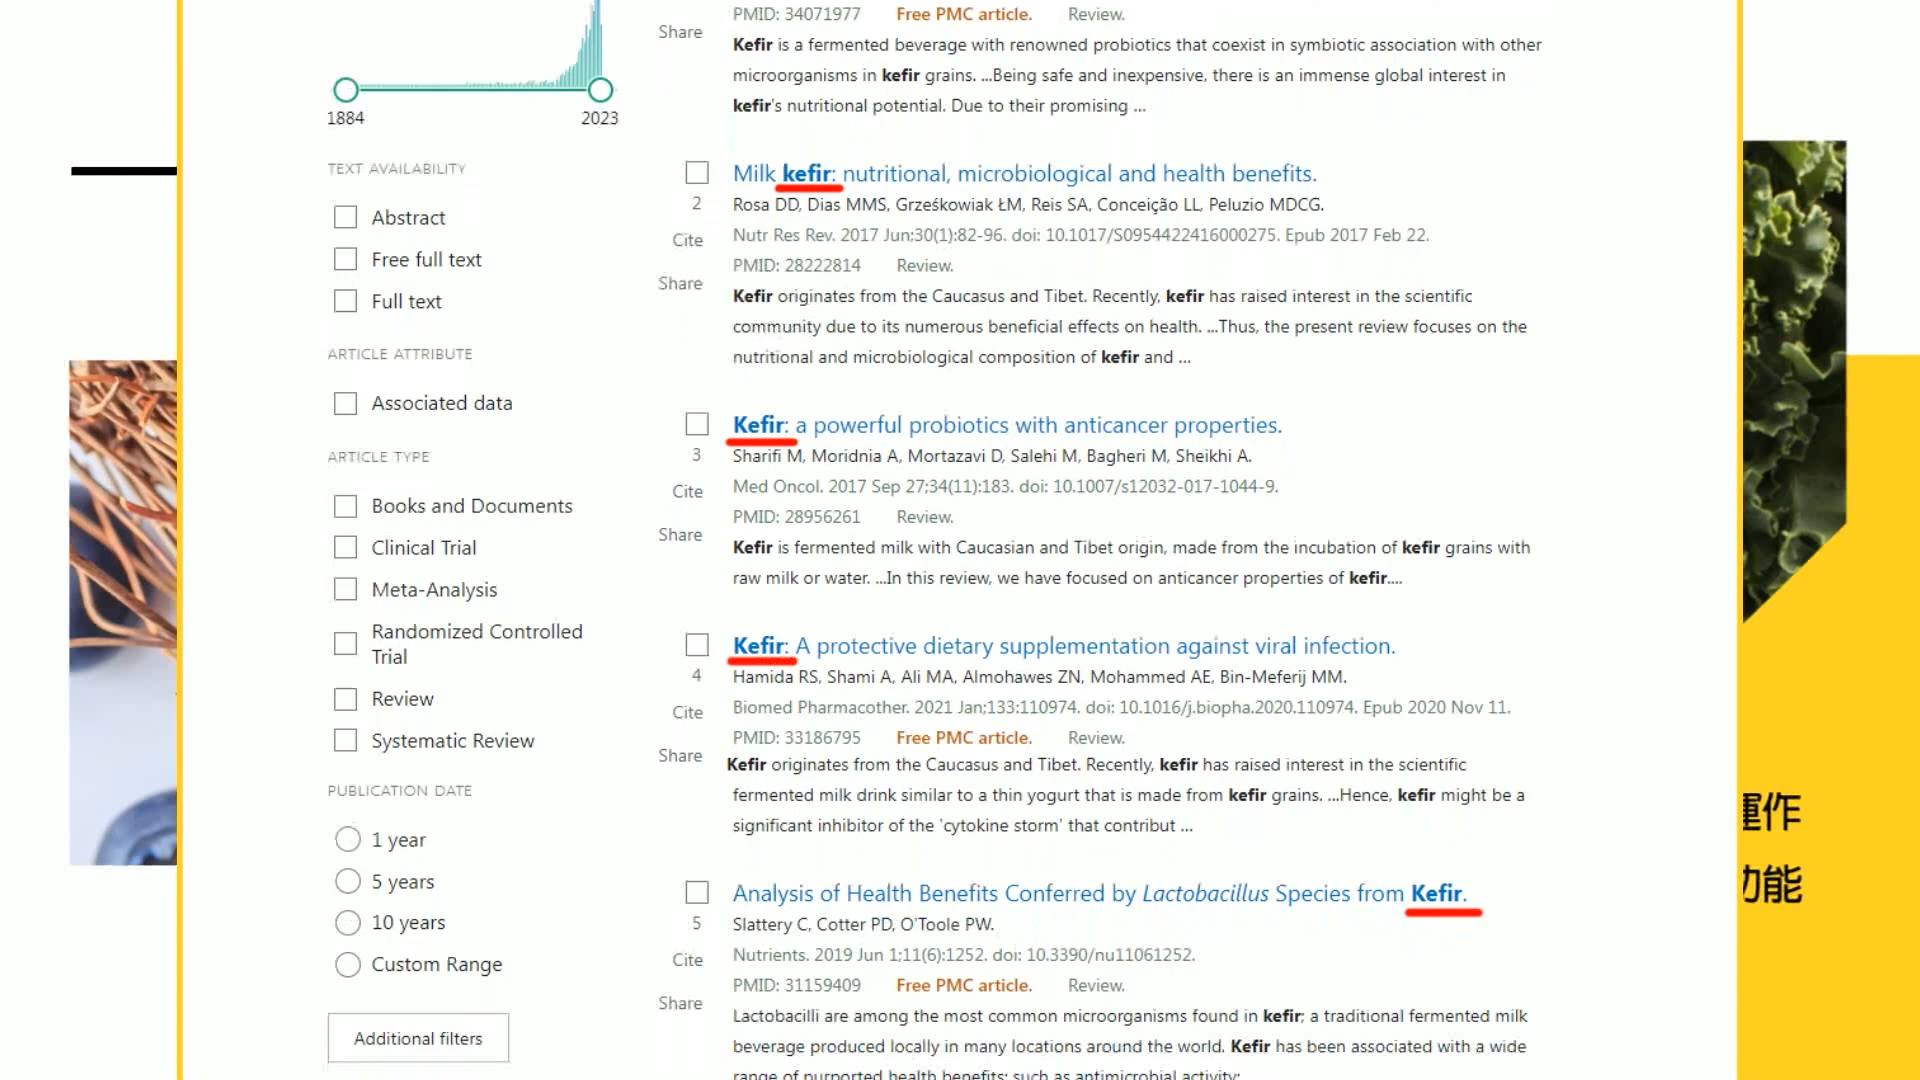 1884
2023
TEXT AVAILABILITY
Abstract
Free full text
Full text
ARTICLE ATTRIBUTE
Associated data
ARTICLE TYPE
Books and Documents
Clinical Trial
Meta-Analysis
Randomized Controlled
Trial
Review
Systematic Review
PUBLICATION DATE
1 year
5 years
10 years
Custom Range
Additional filters
PMID: 34071977 Free PMC article. Review.
Share
Kefir is a fermented beverage with renowned probiotics that coexist in symbiotic association with other
microorganisms in kefir grains. ...Being safe and inexpensive, there is an immense global interest in
kefir's nutritional potential. Due to their promising ...
Milk kefir: nutritional, microbiological and health benefits.
2
Rosa DD, Dias MMS, Grześkowiak ŁM, Reis SA, Conceição LL, Peluzio MDCG.
Cite
Nutr Res Rev. 2017 Jun;30(1):82-96. doi: 10.1017/S0954422416000275. Epub 2017 Feb 22.
PMID: 28222814 Review.
Share
Kefir originates from the Caucasus and Tibet. Recently, kefir has raised interest in the scientific
community due to its numerous beneficial effects on health. ...Thus, the present review focuses on the
nutritional and microbiological composition of kefir and ...
Kefir: a powerful probiotics with anticancer properties.
3
Sharifi M, Moridnia A, Mortazavi D, Salehi M, Bagheri M, Sheikhi A.
Cite
Med Oncol. 2017 Sep 27;34(11):183. doi: 10.1007/s12032-017-1044-9.
PMID: 28956261 Review.
Share
Kefir is fermented milk with Caucasian and Tibet origin, made from the incubation of kefir grains with
raw milk or water. ...In this review, we have focused on anticancer properties of kefir....
Kefir: A protective dietary supplementation against viral infection.
4
Hamida RS, Shami A, Ali MA, Almohawes ZN, Mohammed AE, Bin-Meferij MM.
Cite
Biomed Pharmacother. 2021 Jan;133:110974. doi: 10.1016/j.biopha.2020.110974. Epub 2020 Nov 11.
PMID: 33186795 Free PMC article. Review.
Share
Kefir originates from the Caucasus and Tibet. Recently, kefir has raised interest in the scientific
fermented milk drink similar to a thin yogurt that is made from kefir grains. ...Hence, kefir might be a
significant inhibitor of the 'cytokine storm' that contribut ...
Analysis of Health Benefits Conferred by Lactobacillus Species from Kefir.
5
Slattery C, Cotter PD, O'Toole PW.
Cite
Nutrients. 2019 Jun 1;11(6):1252. doi: 10.3390/nu11061252.
PMID: 31159409 Free PMC article. Review.
Share
Lactobacilli are among the most common microorganisms found in kefir; a traditional fermented milk
beverage produced locally in many locations around the world. Kefir has been associated with a wide
range of purported health benefits; such as antimicrobial activity;
運作
功能